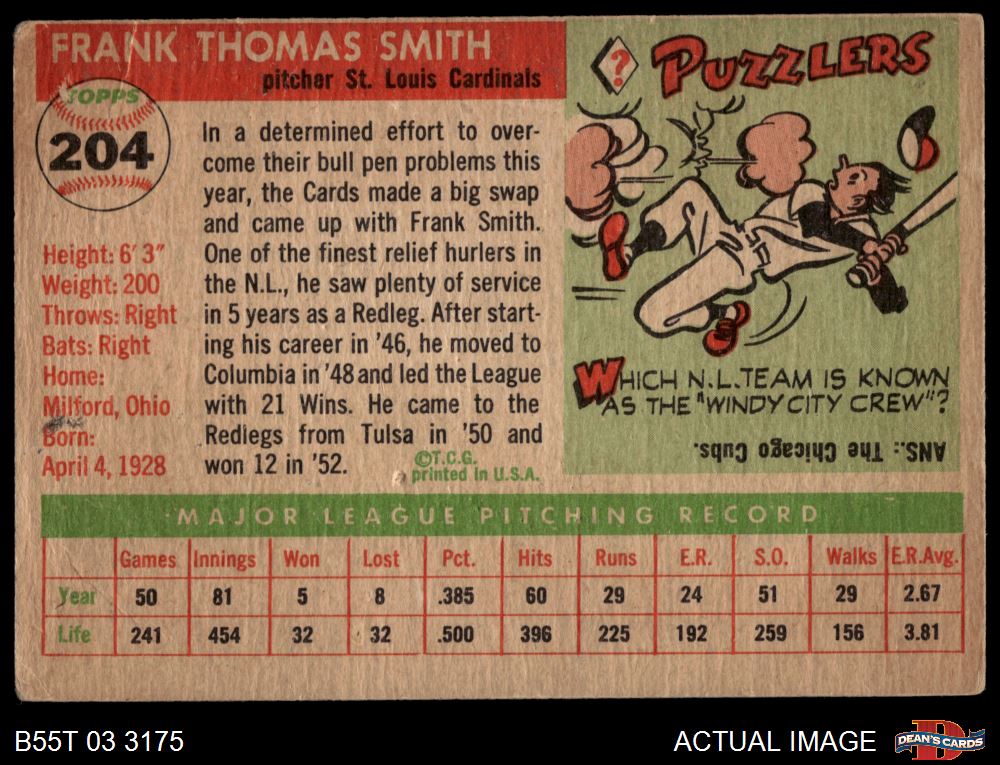 FRANK THOMAS SMITH
pitcher St. Louis Cardinals
TOPPS
204
Height: 6' 3"
Weight: 200
Throws: Right
Bats: Right
Home:
Milford, Ohio
Born:
April 4, 1928
In a determined effort to over-
come their bull pen problems this
year, the Cards made a big swap
and came up with Frank Smith.
One of the finest relief hurlers in
the N.L., he saw plenty of service
in 5 years as a Redleg. After start-
ing his career in '46, he moved to
Columbia in '48 and led the League
with 21 Wins. He came to the
Redlegs from Tulsa in '50 and
won 12 in '52.
©T.C.G.
printed in U.S.A.
?
PUZZLERS
WHICH N.L. TEAM IS KNOWN
AS THE "WINDY CITY CREW"?
ANS.: The Chicago Cubs.
MAJOR LEAGUE PITCHING RECORD
Games Innings Won Lost Pct. Hits Runs E.R. S.O. Walks E.R.Avg.
Year 50 81 5 8 .385 60 29 24 51 29 2.67
Life 241 454 32 32 .500 396 225 192 259 156 3.81
B55T 03 3175
ACTUAL IMAGE
DEAN'S CARDS